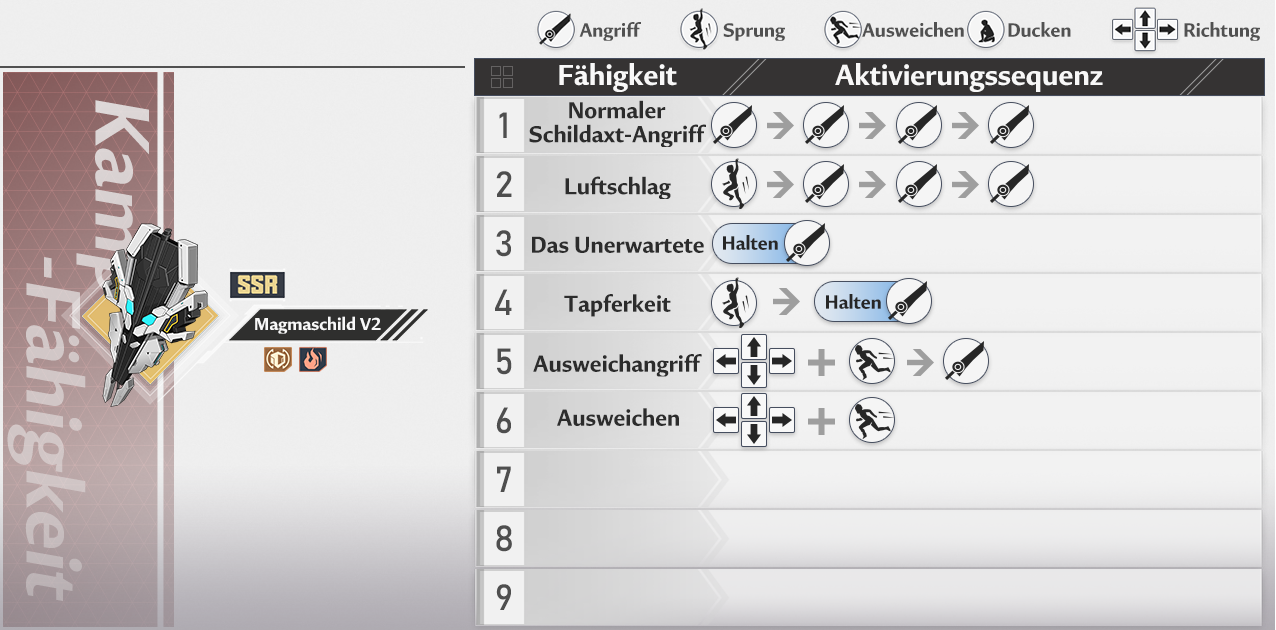 Angriff
Sprung
Ausweichen
Ducken
Richtung
Fähigkeit
Aktivierungssequenz
Kampf
-Fähigkeit
SSR
Magmaschild V2
1
Normaler
Schildaxt-Angriff
2
Luftschlag
3
Das Unerwartete
Halten
4
Tapferkeit
Halten
5
Ausweichangriff
6
Ausweichen
7
8
9